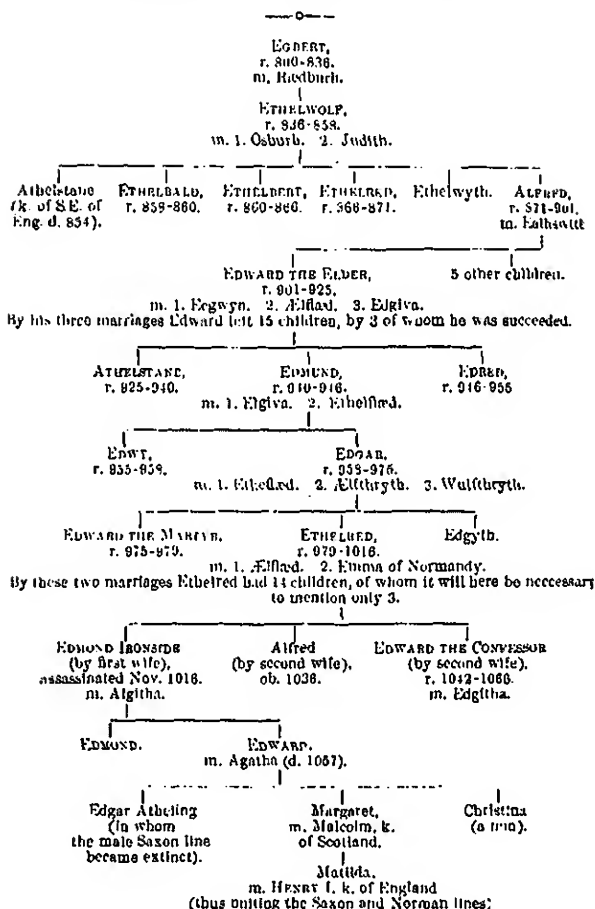 EGBERT,
r. 800-836.
m. Redburh.
ETHELWOLF,
r. 836-858.
m. 1. Osburh. 2. Judith.
Athelstane ETHELBALD, ETHELBERT, ETHELRED, Ethelwyth. ALFRED,
(k. of S.E. of r. 858-860. r. 860-866. r. 866-871. r. 871-901.
Eng. d. 854). m. Ealhswitt
EDWARD THE ELDER, 5 other children.
r. 901-925.
m. 1. Ecgwyn. 2. Ælflæd. 3. Edgiva.
By his three marriages Edward left 15 children, by 3 of whom he was succeeded.
ATHELSTANE, EDMUND, EDRED,
r. 925-940. r. 940-946. r. 946-955
m. 1. Elgiva. 2. Ethelflæd.
EDWY, EDGAR,
r. 955-958. r. 958-975.
m. 1. Ethelflæd. 2. Ælfthryth. 3. Wulfthryth.
EDWARD THE MARTYR, ETHELRED, Edgyth.
r. 975-979. r. 979-1016.
m. 1. Ælflæd. 2. Emma of Normandy.
By these two marriages Ethelred had 14 children, of whom it will here be necessary
to mention only 3.
EDMOND IRONSIDE Alfred EDWARD THE CONFESSOR
(by first wife), (by second wife), (by second wife),
assassinated Nov. 1016. ob. 1036. r. 1042-1066.
m. Algitha. m. Edgitha.
EDMOND. EDWARD.
m. Agatha (d. 1057).
Edgar Atheling Margaret, Christina
(in whom m. Malcolm, k. (a nun).
the male Saxon line of Scotland.
became extinct).
Matilda,
m. HENRY I. k. of England
(thus uniting the Saxon and Norman lines)